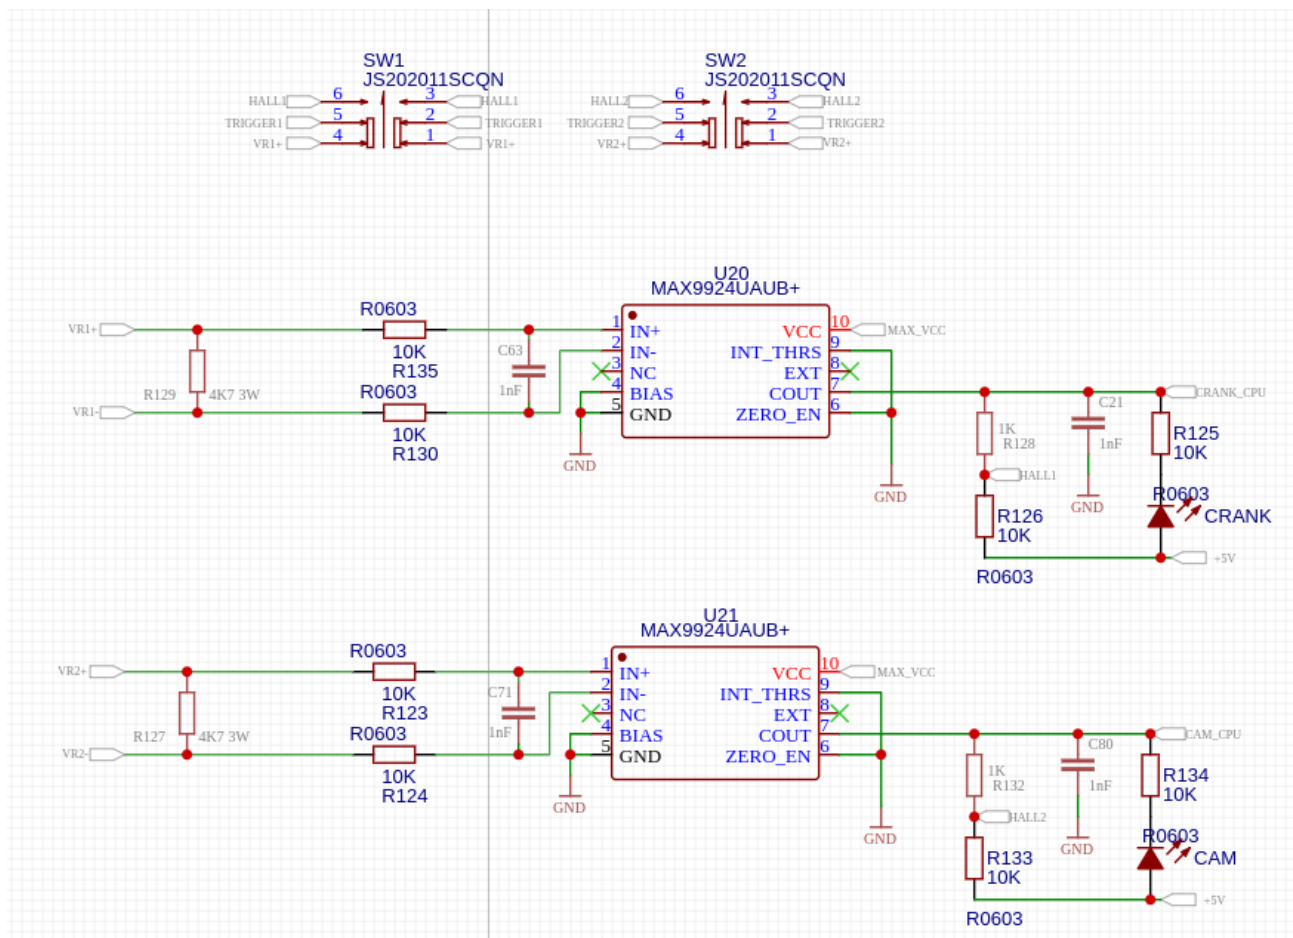 SW1 SW2
JS202011SCQN JS202011SCQN
HALL1 6 3 HALL1 HALL2 6 3 HALL2
TRIGGER1 5 2 TRIGGER1 TRIGGER2 5 2 TRIGGER2
VR1+ 4 1 VR1+ VR2+ 4 1 VR2+
U20
MAX9924UAUB+
R0603
VR1+ 1 IN+ VCC 10 MAX_VCC
10K C63 2 IN- INT_THRS 9
R135 3 NC EXT 8
R129 4K7 3W R0603 1nF 4 BIAS COUT 7 CRANK_CPU
VR1- 5 GND ZERO_EN 6 C21
10K 1K R125
R130 R128 1nF 10K
GND HALL1
GND R0603
GND
R126 CRANK
10K
+5V
R0603
U21
MAX9924UAUB+
R0603
VR2+ 1 IN+ VCC 10 MAX_VCC
10K C71 2 IN- INT_THRS 9
R123 3 NC EXT 8
R127 4K7 3W R0603 1nF 4 BIAS COUT 7 CAM_CPU
VR2- 5 GND ZERO_EN 6 C80
10K 1K R134
R124 R132 1nF 10K
GND HALL2
GND R0603
GND
R133 CAM
10K
+5V
R0603